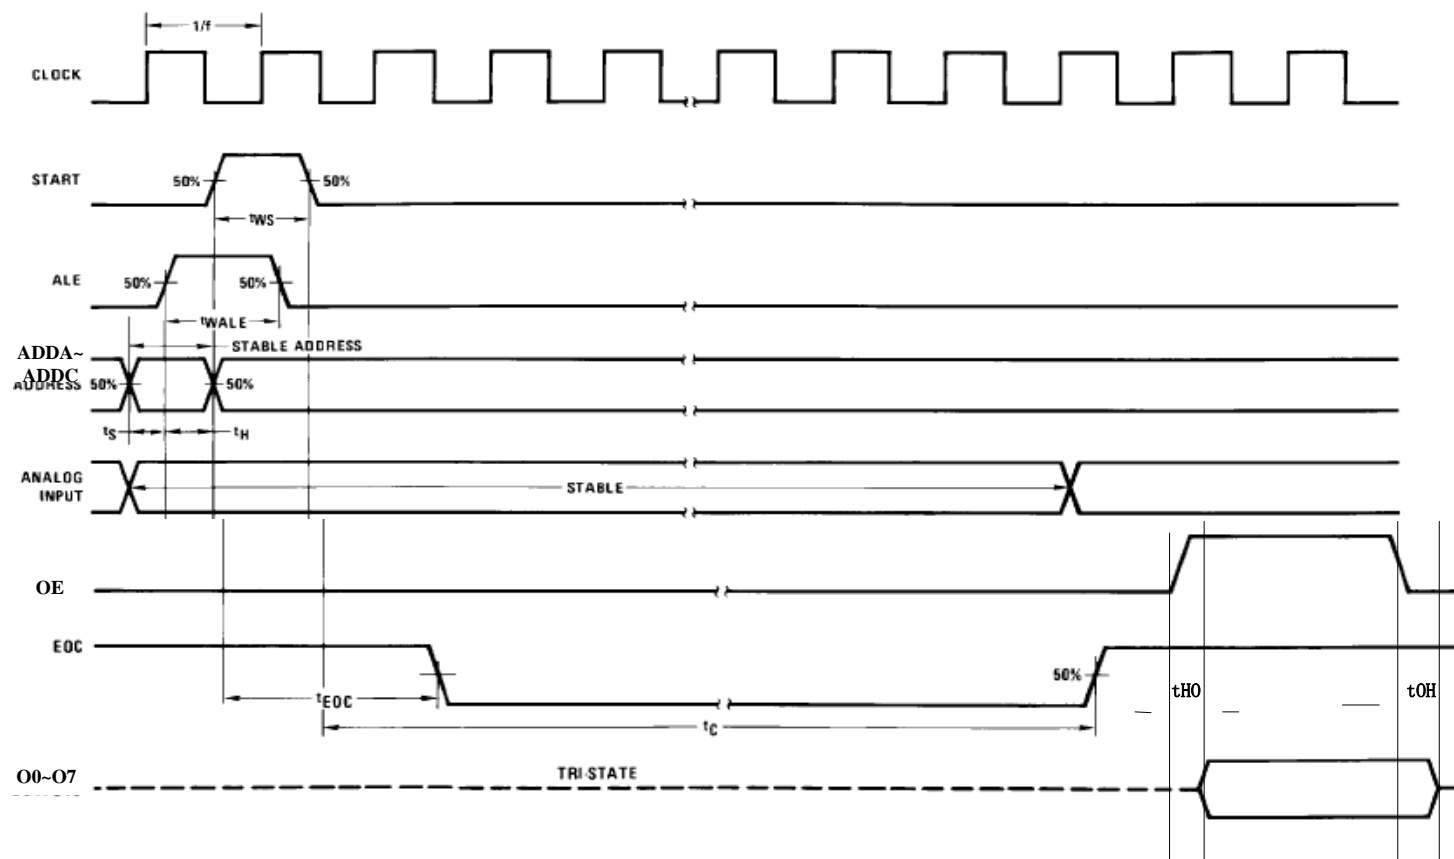 1/f
CLOCK
START
50%
50%
tWS
ALE
50%
50%
tWALE
STABLE ADDRESS
ADDA~
ADDC
ADDRESS
50%
50%
tS
tH
ANALOG
INPUT
STABLE
OE
EOC
50%
tEOC
tHO
tOH
tC
O0~O7
TRI-STATE